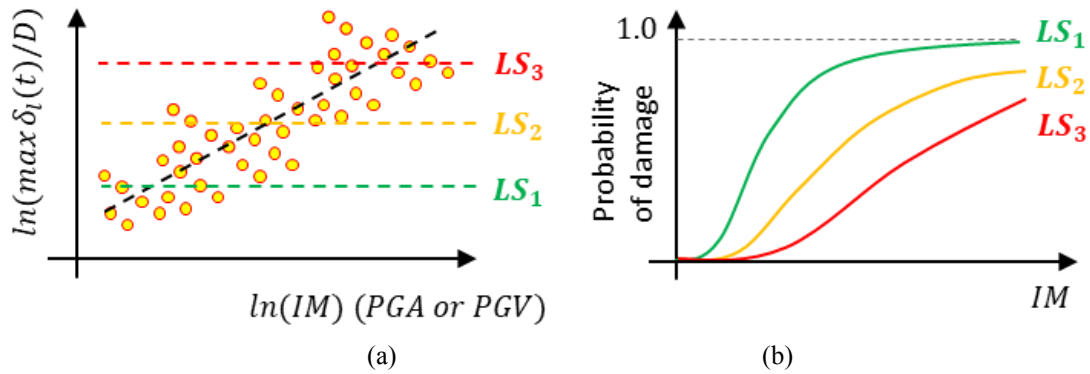 ln(max δ_l(t)/D)
LS₃
LS₂
LS₁
ln(IM) (PGA or PGV)
(a)
1.0
Probability
of damage
LS₁
LS₂
LS₃
IM
(b)